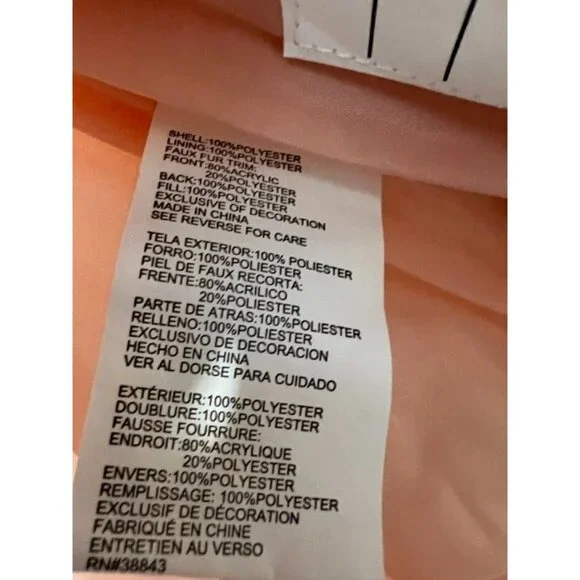 SHELL:100%POLYESTER
LINING:100%POLYESTER
FAUX FUR TRIM:
FRONT:80%ACRYLIC
20%POLYESTER
BACK:100%POLYESTER
FILL:100%POLYESTER
EXCLUSIVE OF DECORATION
MADE IN CHINA
SEE REVERSE FOR CARE
TELA EXTERIOR:100% POLIESTER
FORRO:100%POLIESTER
PIEL DE FAUX RECORTA:
FRENTE:80%ACRILICO
20%POLIESTER
PARTE DE ATRAS:100%POLIESTER
RELLENO:100%POLIESTER
EXCLUSIVO DE DECORACION
HECHO EN CHINA
VER AL DORSE PARA CUIDADO
EXTÉRIEUR:100%POLYESTER
DOUBLURE:100%POLYESTER
FAUSSE FOURRURE:
ENDROIT:80%ACRYLIQUE
20%POLYESTER
ENVERS:100%POLYESTER
REMPLISSAGE: 100%POLYESTER
EXCLUSIF DE DÉCORATION
FABRIQUÉ EN CHINE
ENTRETIEN AU VERSO
RN#38843